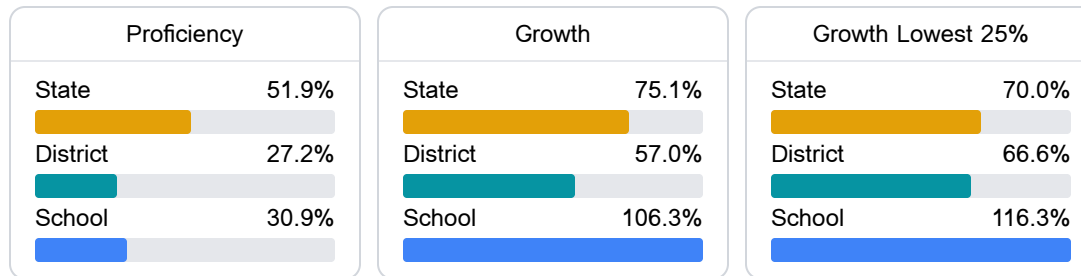 Proficiency
State 51.9%
District 27.2%
School 30.9%
Growth
State 75.1%
District 57.0%
School 106.3%
Growth Lowest 25%
State 70.0%
District 66.6%
School 116.3%